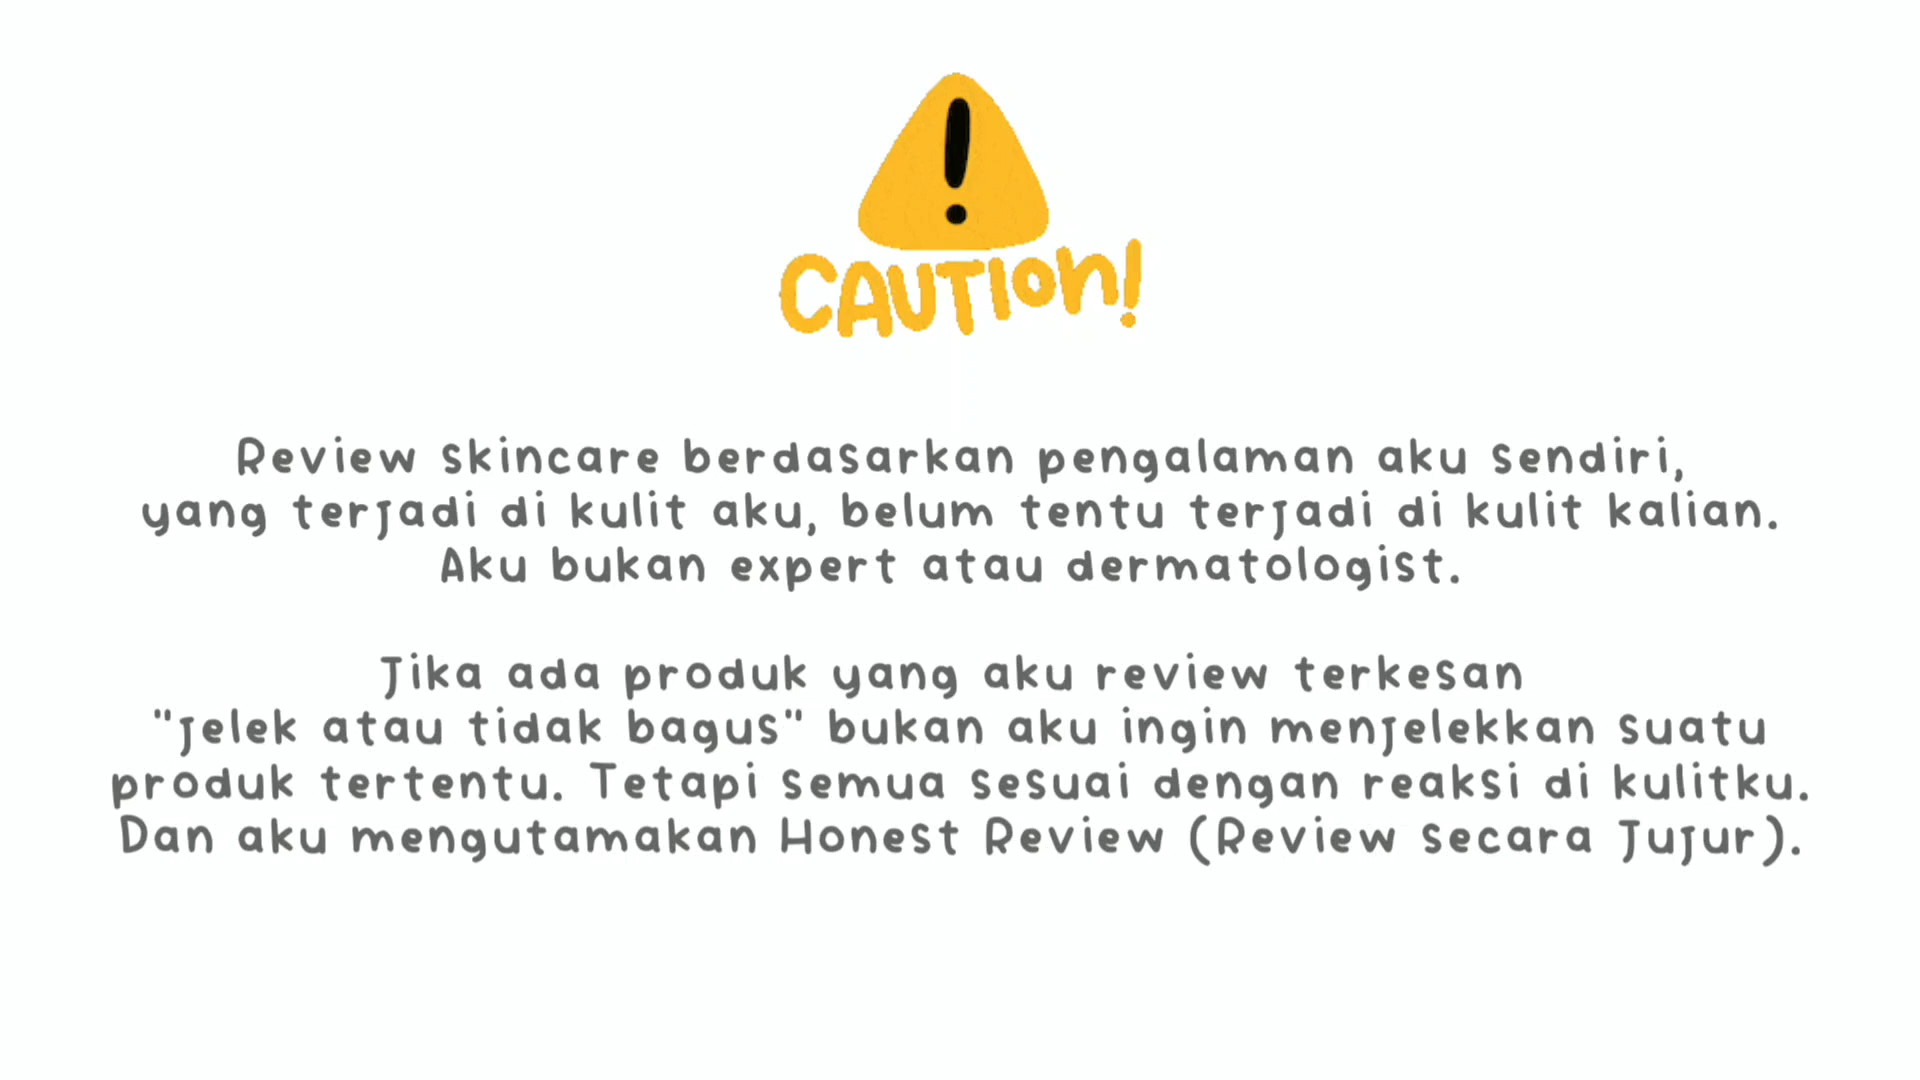 CAUTION!
Review skincare berdasarkan pengalaman aku sendiri,
yang terjadi di kulit aku, belum tentu terjadi di kulit kalian.
Aku bukan expert atau dermatologist.
Jika ada produk yang aku review terkesan
"jelek atau tidak bagus" bukan aku ingin menjelekkan suatu
produk tertentu. Tetapi semua sesuai dengan reaksi di kulitku.
Dan aku mengutamakan Honest Review (Review secara Jujur).